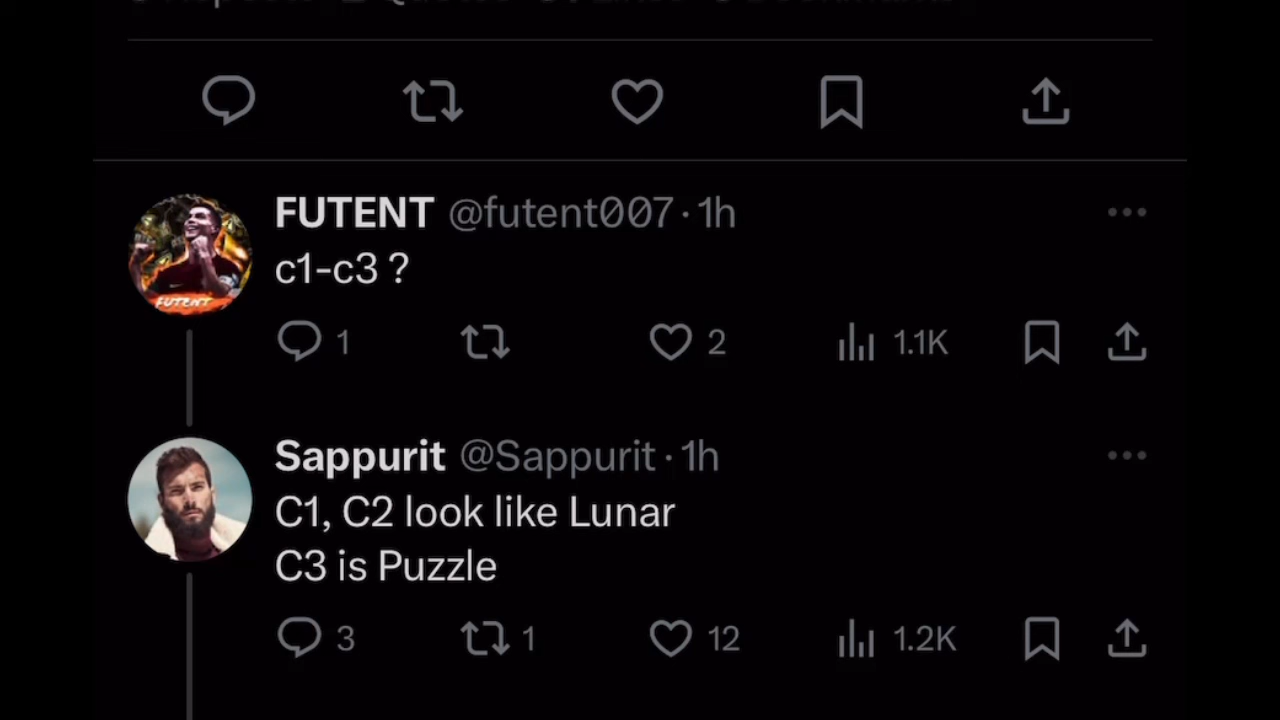 FUTENT @futent007 · 1h
c1-c3 ?
1 2 1.1K
FUTENT
Sappurit @Sappurit · 1h
C1, C2 look like Lunar
C3 is Puzzle
3 1 12 1.2K